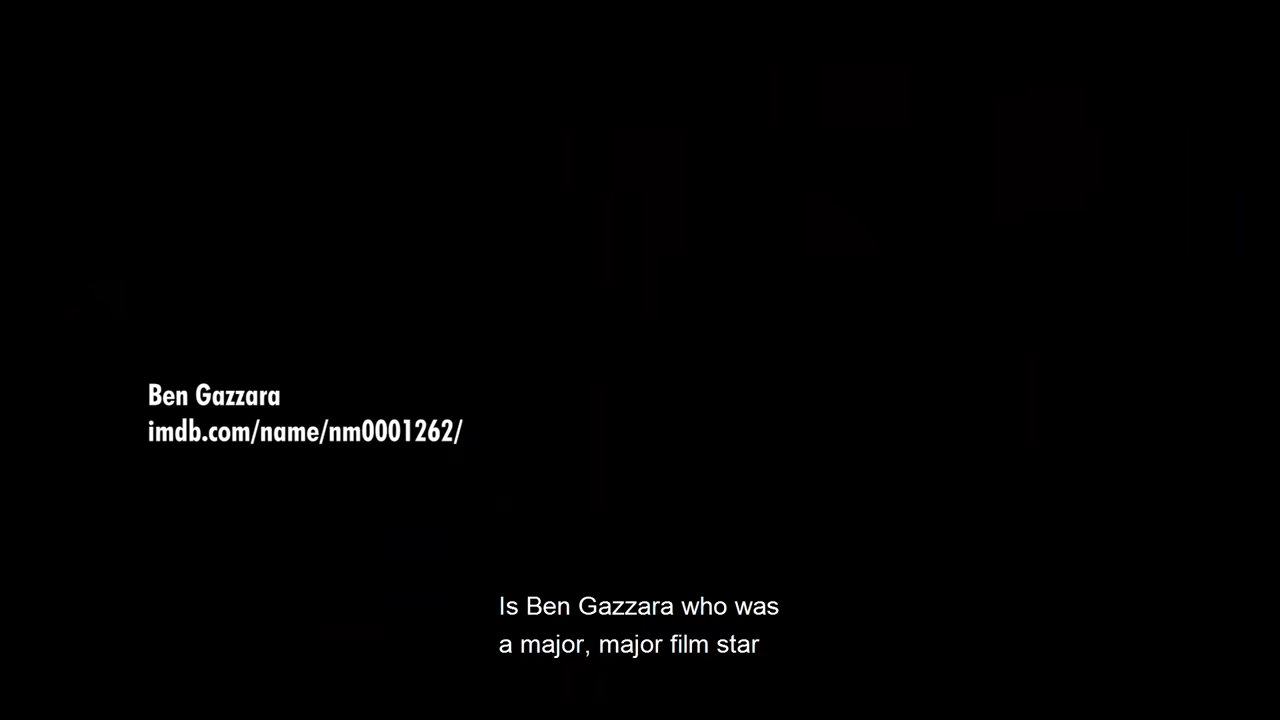 Ben Gazzara
imdb.com/name/nm0001262/
Is Ben Gazzara who was
a major, major film star